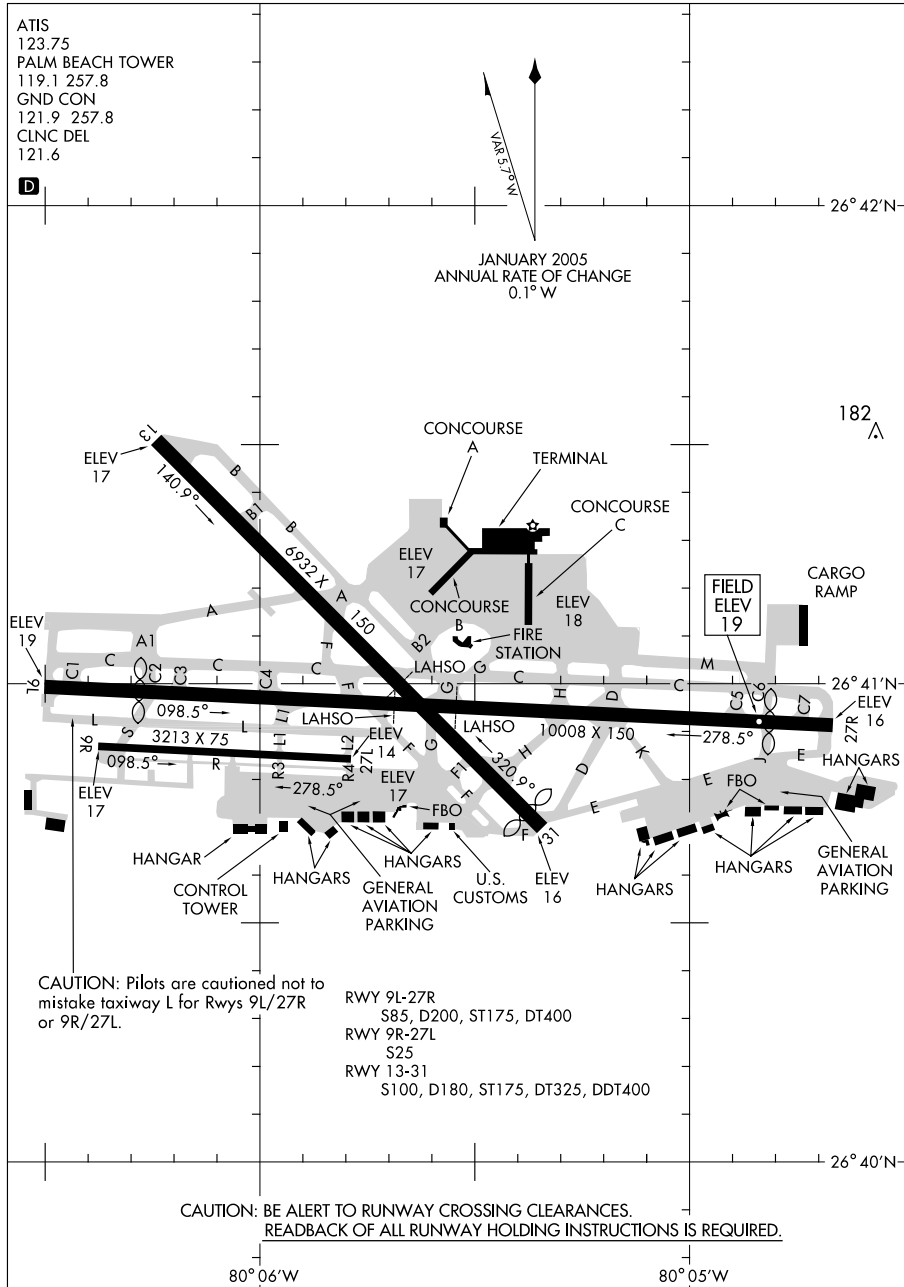 ATIS
123.75
PALM BEACH TOWER
119.1 257.8
GND CON
121.9 257.8
CLNC DEL
121.6
D
VAR 5.7° W
26° 42'N
JANUARY 2005
ANNUAL RATE OF CHANGE
0.1° W
182
CONCOURSE
A
TERMINAL
CONCOURSE
C
13
ELEV
17
140.9°
B
B1
B
6932 X
150
ELEV
17
CONCOURSE
B
ELEV
18
FIRE
STATION
FIELD
ELEV
19
CARGO
RAMP
A
A
ELEV
19
A1
F
B2
LAHSO
M
C1
C
C2
C3
C
C4
C
F
G
G
C
H
D
C
C5
C6
C7
26° 41'N
9L
098.5°
LAHSO
LAHSO
10008 X 150
278.5°
ELEV
16
27R
L
S
L
L1
L1
L2
F
G
H
K
J
E
9R
3213 X 75
098.5°
R
R3
R4
27L
ELEV
14
278.5°
ELEV
17
ELEV
17
FBO
F1
F
320.9°
D
E
E
FBO
HANGARS
F
31
HANGAR
CONTROL
TOWER
HANGARS
GENERAL
AVIATION
PARKING
HANGARS
U.S.
CUSTOMS
ELEV
16
HANGARS
HANGARS
GENERAL
AVIATION
PARKING
CAUTION: Pilots are cautioned not to
mistake taxiway L for Rwys 9L/27R
or 9R/27L.
RWY 9L-27R
S85, D200, ST175, DT400
RWY 9R-27L
S25
RWY 13-31
S100, D180, ST175, DT325, DDT400
26° 40'N
CAUTION: BE ALERT TO RUNWAY CROSSING CLEARANCES.
READBACK OF ALL RUNWAY HOLDING INSTRUCTIONS IS REQUIRED.
80° 06'W
80° 05'W